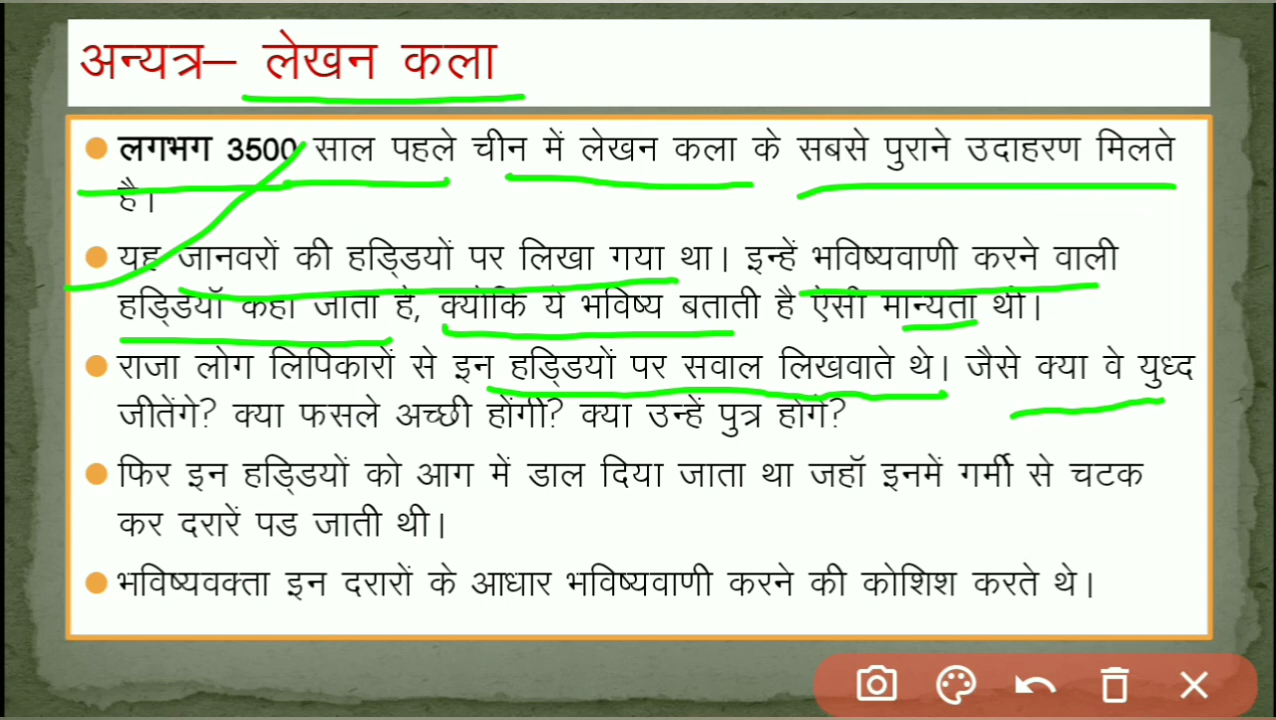 अन्यत्र– लेखन कला
लगभग 3500 साल पहले चीन में लेखन कला के सबसे पुराने उदाहरण मिलते
है।
यह जानवरों की हड्डियों पर लिखा गया था। इन्हें भविष्यवाणी करने वाली
हड्डियॉ कहा जाता है, क्योकि ये भविष्य बताती है ऐसी मान्यता थी।
राजा लोग लिपिकारों से इन हड्डियों पर सवाल लिखवाते थे। जैसे क्या वे युध्द
जीतेंगे? क्या फसले अच्छी होंगी? क्या उन्हें पुत्र होगें?
फिर इन हड्डियों को आग में डाल दिया जाता था जहॉ इनमें गर्मी से चटक
कर दरारें पड जाती थी।
भविष्यवक्ता इन दरारों के आधार भविष्यवाणी करने की कोशिश करते थे।